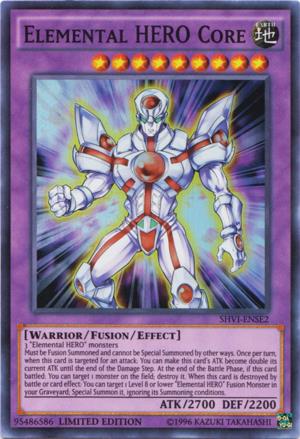 ELEMENTAL HERO CORE
EARTH
地
SHVI-ENSE2
[WARRIOR/FUSION/EFFECT]
3 "Elemental HERO" monsters
Must be Fusion Summoned and cannot be Special Summoned by other ways. Once per turn,
when this card is targeted for an attack: You can make this card's ATK become double its
current ATK until the end of the Damage Step. At the end of the Battle Phase, if this card
battled: You can target 1 monster on the field; destroy it. When this card is destroyed by
battle or card effect: You can target 1 Level 8 or lower "Elemental HERO" Fusion Monster in
your Graveyard; Special Summon it, ignoring its Summoning conditions.
ATK/2700 DEF/2200
95486586 LIMITED EDITION ©1996 KAZUKI TAKAHASHI